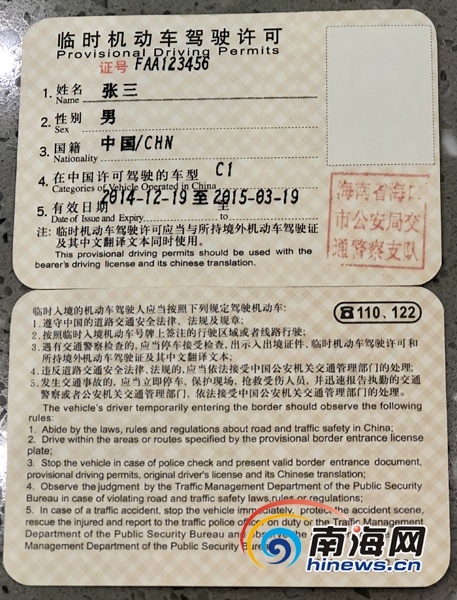 临时机动车驾驶许可
Provisional Driving Permits
证号 FAA123456
1. 姓名 张三
Name
2. 性别 男
Sex
3. 国籍 中国/CHN
Nationality
4. 在中国许可驾驶的车型 C1
Categories of Vehicle Operated in China
5. 有效日期 2014-12-19 至 2015-03-19
Date of Issue and Expiry 至 to
注: 临时机动车驾驶许可应当与所持境外机动车驾驶证
及其中文翻译文本同时使用。
This provisional driving permits should be used with the
bearer's driving license and its chinese translation.
海南省海口
市公安局交
通警察支队
临时入境的机动车驾驶人应当按照下列规定驾驶机动车:
☎110、122
1、遵守中国的道路交通安全法律、法规及规章;
2、按照临时入境机动车号牌上签注的行驶区域或者线路行驶;
3、遇有交通警察检查的,应当停车接受检查,出示入出境证件、临时机动车驾驶许可和
所持境外机动车驾驶证及其中文翻译文本;
4、违反道路交通安全法律、法规的,应当依法接受中国公安机关交通管理部门的处理;
5、发生交通事故的,应当立即停车,保护现场,抢救受伤人员,并迅速报告执勤的交通
警察或者公安机关交通管理部门,依法接受中国公安机关交通管理部门的处理。
The vehicle's driver temporarily entering the border should observe the following
rules:
1. Abide by the laws, rules and regulations about road and traffic safety in China;
2. Drive within the areas or routes specified by the provisional border entrance license
plate;
3. Stop the vehicle in case of police check and present valid border entrance document,
provisional driving permits, original driver's license and its Chinese translation;
4. Observe the judgment by the Traffic Management Department of the Public Security
Bureau in case of violating road and traffic safety laws,rules or regulations;
5. In case of a traffic accident, stop the vehicle immediately, protect the accident scene,
rescue the injured and report to the traffic police officer on duty or the Traffic Management
Department of the Public Security Bureau and observe the
Management Department of the Public Security Bureau
南海网
hinews.cn